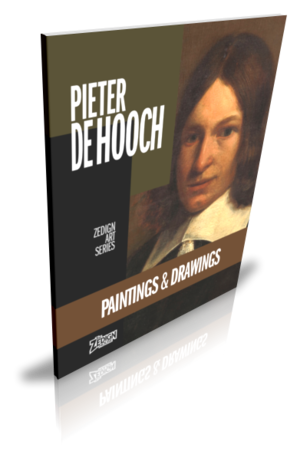 PIETER
DE HOOCH
ZEDIGN
ART
SERIES
PAINTINGS & DRAWINGS
ZEDIGN